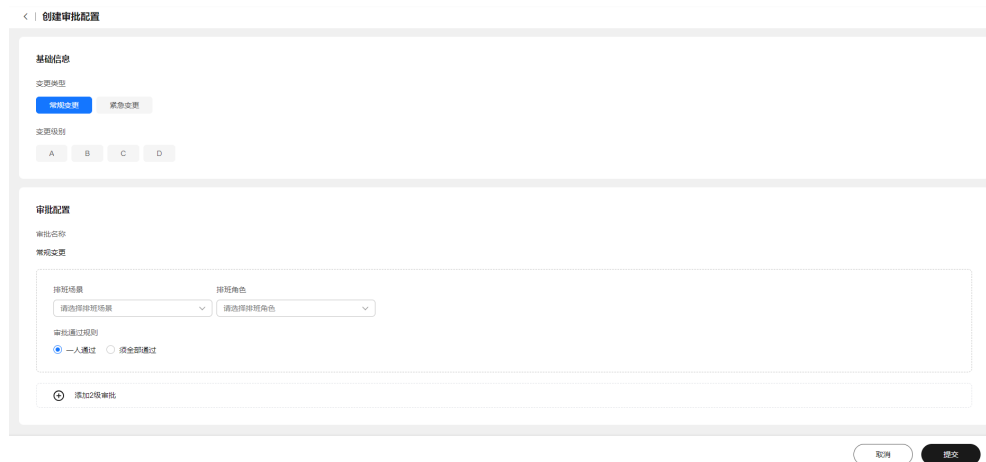 创建审批配置
基础信息
变更类型
常规变更 紧急变更
变更级别
A B C D
审批配置
审批名称
常规变更
排班场景 排班角色
请选择排班场景 请选择排班角色
审批通过规则
一人通过 须全部通过
添加2级审批
取消 提交